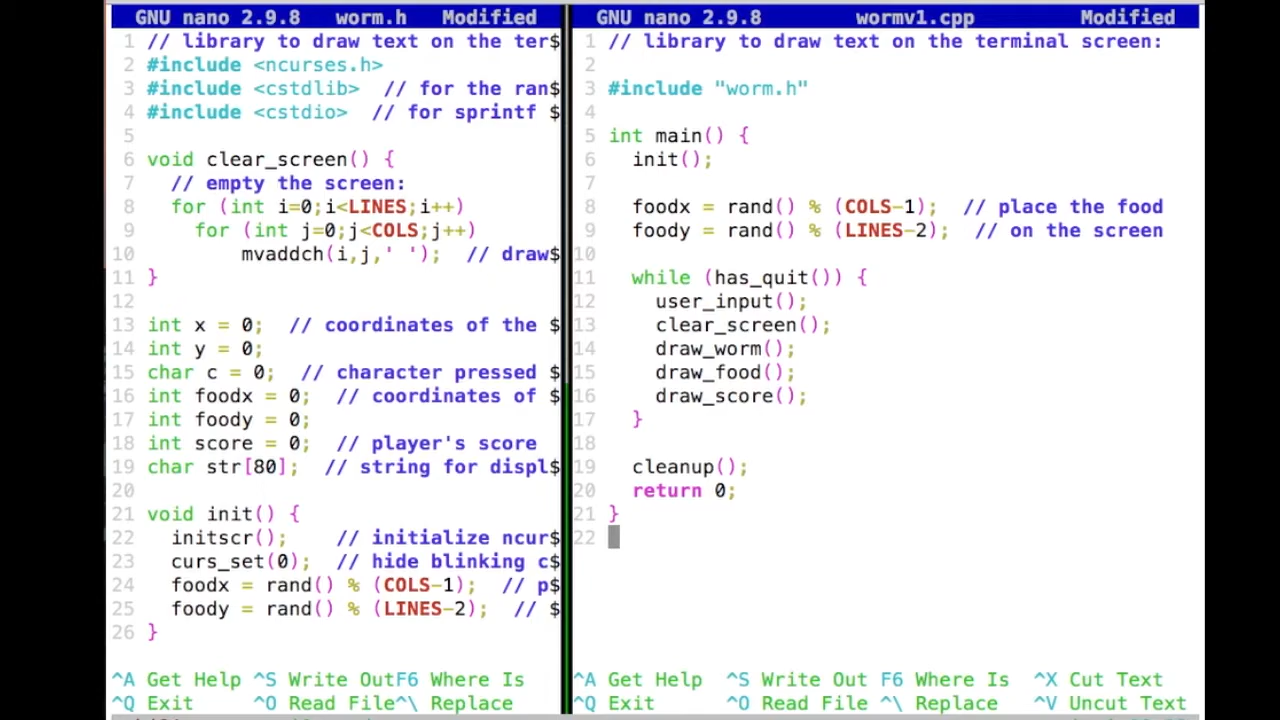 GNU nano 2.9.8 worm.h Modified
1 // library to draw text on the ter$
2 #include <ncurses.h>
3 #include <cstdlib> // for the ran$
4 #include <cstdio> // for sprintf $
5
6 void clear_screen() {
7 // empty the screen:
8 for (int i=0;i<LINES;i++)
9 for (int j=0;j<COLS;j++)
10 mvaddch(i,j,' '); // draw$
11 }
12
13 int x = 0; // coordinates of the $
14 int y = 0;
15 char c = 0; // character pressed $
16 int foodx = 0; // coordinates of $
17 int foody = 0;
18 int score = 0; // player's score
19 char str[80]; // string for displ$
20
21 void init() {
22 initscr(); // initialize ncur$
23 curs_set(0); // hide blinking c$
24 foodx = rand() % (COLS-1); // p$
25 foody = rand() % (LINES-2); // $
26 }
^A Get Help ^S Write OutF6 Where Is
^Q Exit ^O Read File^\ Replace
GNU nano 2.9.8 wormv1.cpp Modified
1 // library to draw text on the terminal screen:
2
3 #include "worm.h"
4
5 int main() {
6 init();
7
8 foodx = rand() % (COLS-1); // place the food
9 foody = rand() % (LINES-2); // on the screen
10
11 while (has_quit()) {
12 user_input();
13 clear_screen();
14 draw_worm();
15 draw_food();
16 draw_score();
17 }
18
19 cleanup();
20 return 0;
21 }
22
^A Get Help ^S Write Out F6 Where Is ^X Cut Text
^Q Exit ^O Read File ^\ Replace ^V Uncut Text